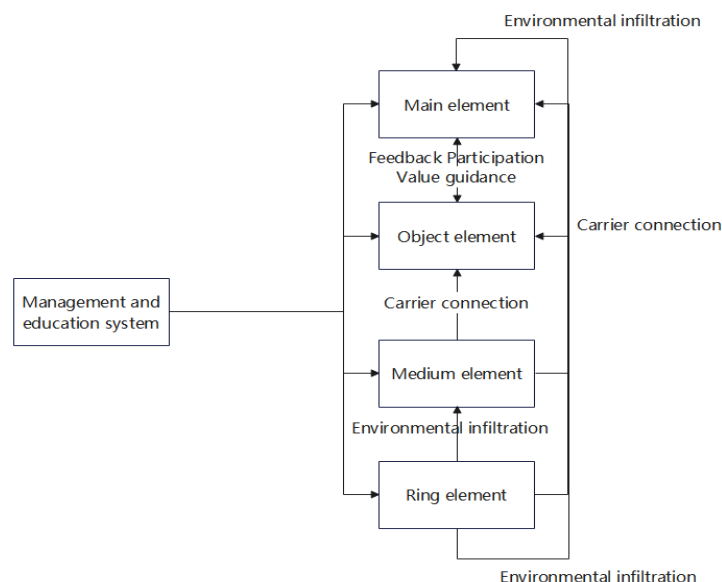 Environmental infiltration
Main element
Feedback Participation
Value guidance
Object element
Carrier connection
Carrier connection
Management and
education system
Medium element
Environmental infiltration
Ring element
Environmental infiltration